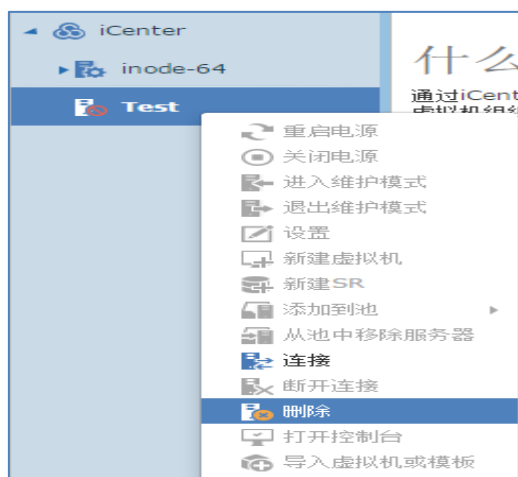 iCenter
inode-64
Test
什么
通过iCent
重启电源
关闭电源
进入维护模式
退出维护模式
设置
新建虚拟机
新建SR
添加到池
从池中移除服务器
连接
断开连接
删除
打开控制台
导入虚拟机或模板